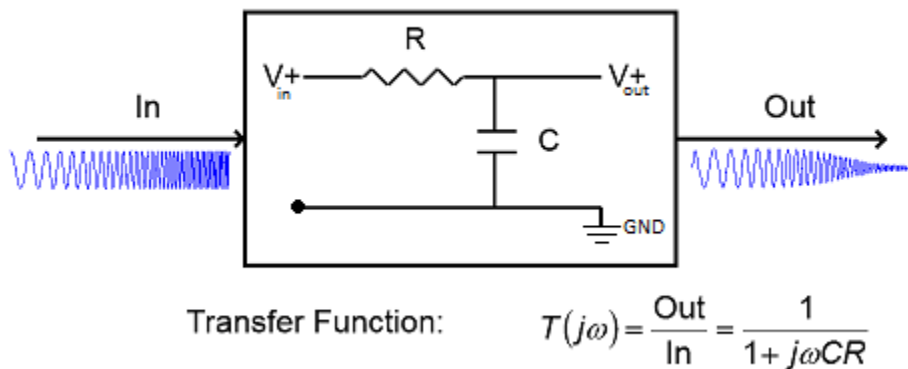 R
V+
in
V+
out
In
Out
C
GND
Transfer Function: T(jω) = Out/In = 1/(1 + jωCR)